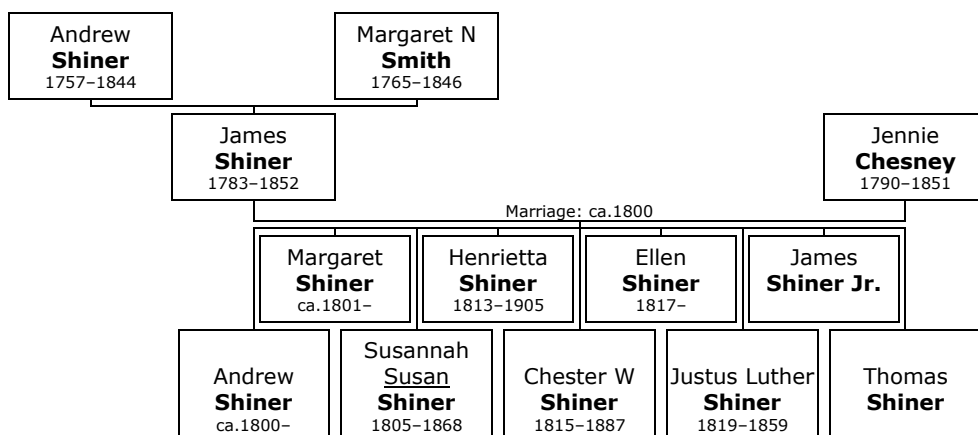 Andrew
Shiner
1757–1844
Margaret N
Smith
1765–1846
James
Shiner
1783–1852
Jennie
Chesney
1790–1851
Marriage: ca.1800
Margaret
Shiner
ca.1801–
Henrietta
Shiner
1813–1905
Ellen
Shiner
1817–
James
Shiner Jr.
Andrew
Shiner
ca.1800–
Susannah
Susan
Shiner
1805–1868
Chester W
Shiner
1815–1887
Justus Luther
Shiner
1819–1859
Thomas
Shiner